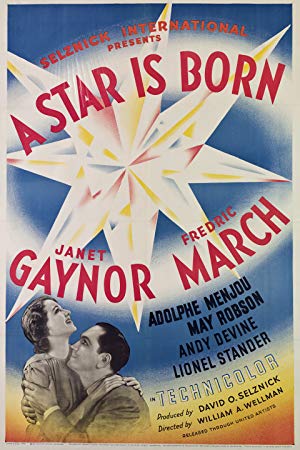 SELZNICK INTERNATIONAL
PRESENTS
A STAR IS BORN
JANET
GAYNOR
FREDRIC
MARCH
ADOLPHE MENJOU
MAY ROBSON
ANDY DEVINE
LIONEL STANDER
IN TECHNICOLOR
Produced by DAVID O. SELZNICK
Directed by WILLIAM A. WELLMAN
RELEASED THROUGH UNITED ARTISTS